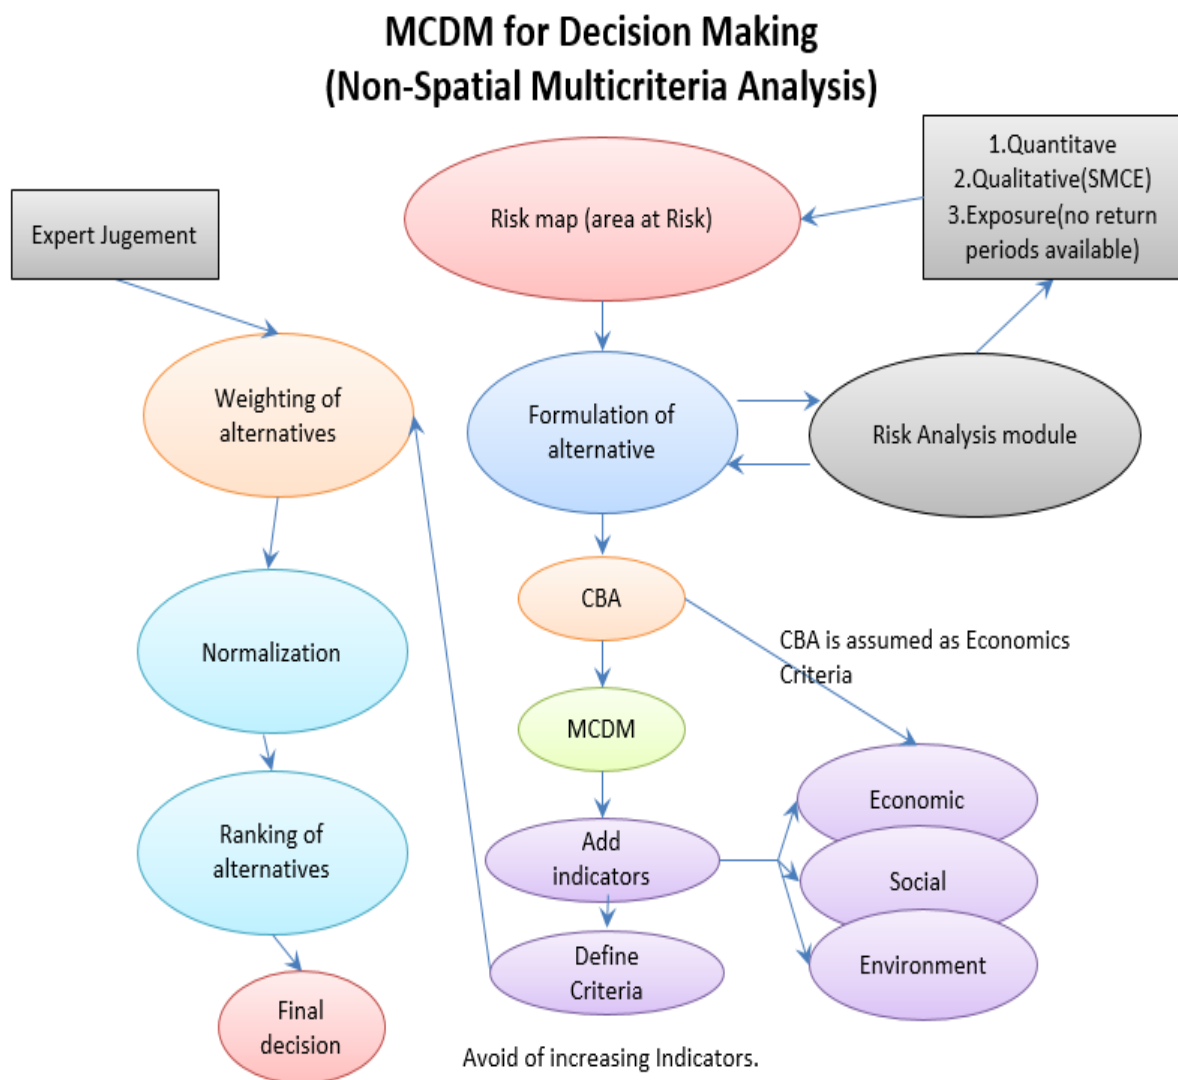 MCDM for Decision Making
(Non-Spatial Multicriteria Analysis)
1.Quantitave
2.Qualitative(SMCE)
3.Exposure(no return
periods available)
Risk map (area at Risk)
Expert Jugement
Weighting of
alternatives
Formulation of
alternative
Risk Analysis module
CBA
CBA is assumed as Economics
Criteria
Normalization
MCDM
Economic
Ranking of
alternatives
Add
indicators
Social
Define
Criteria
Environment
Final
decision
Avoid of increasing Indicators.